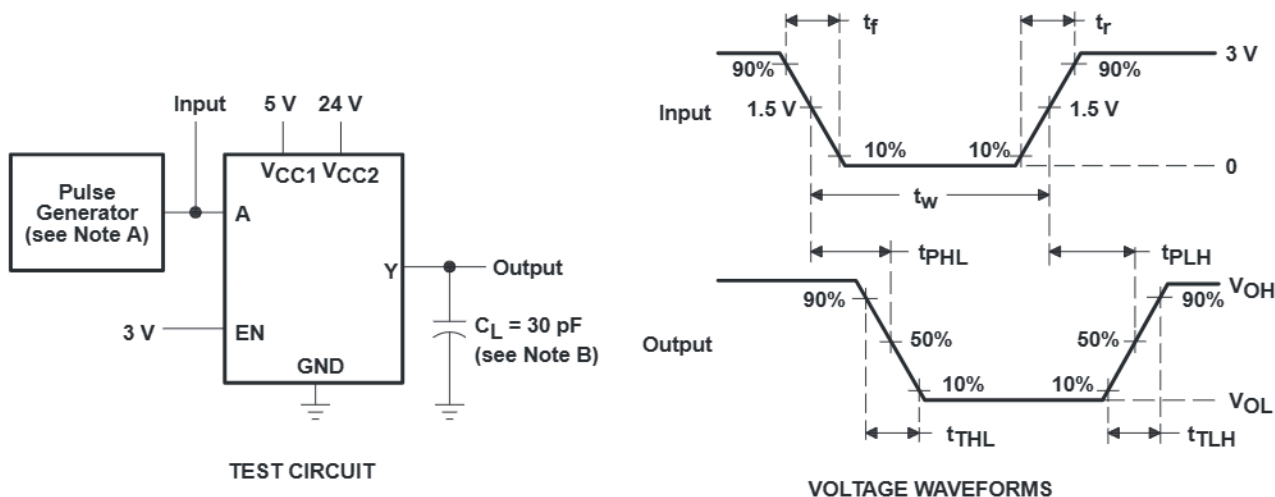 Input
5 V
24 V
VCC1
VCC2
Pulse
Generator
(see Note A)
A
Y
Output
3 V
EN
CL = 30 pF
(see Note B)
GND
TEST CIRCUIT
tf
tr
3 V
90%
90%
Input
1.5 V
1.5 V
10%
10%
0
tw
tPHL
tPLH
VOH
90%
90%
Output
50%
50%
10%
10%
VOL
tTHL
tTLH
VOLTAGE WAVEFORMS